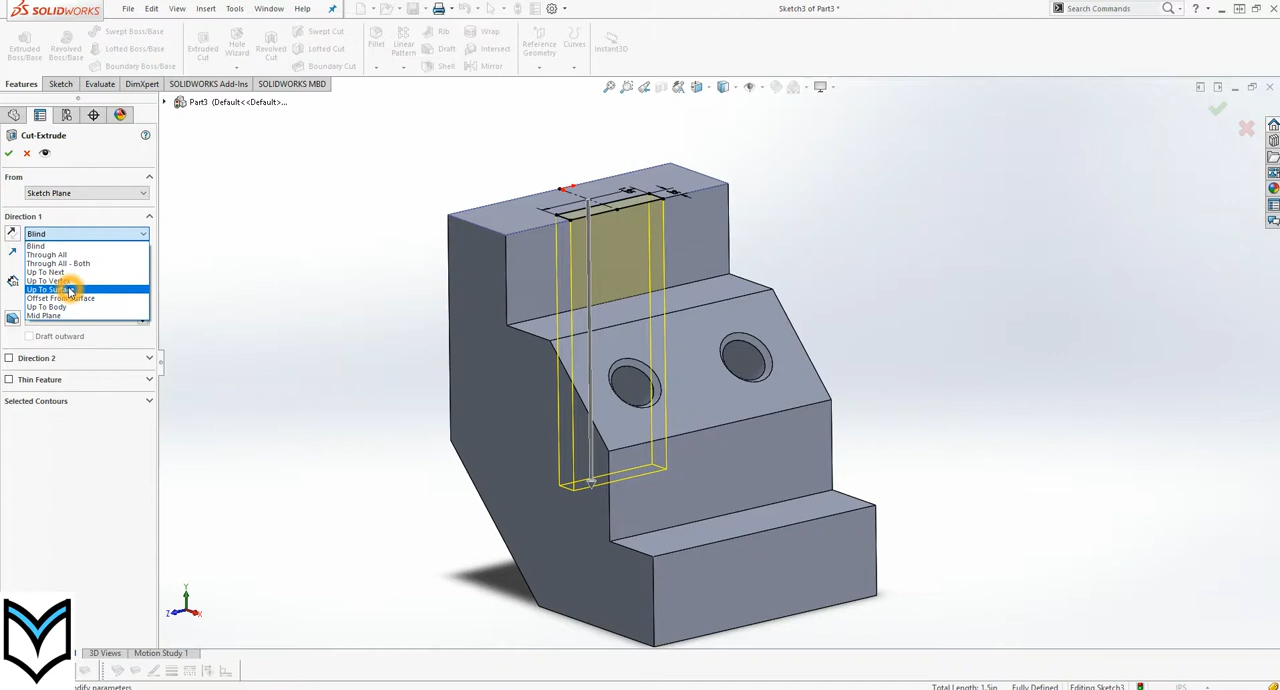 SOLIDWORKS
File Edit View Insert Tools Window Help
Sketch3 of Part3 *
Search Commands
Extruded Boss/Base
Revolved Boss/Base
Swept Boss/Base
Lofted Boss/Base
Boundary Boss/Base
Extruded Cut
Hole Wizard
Revolved Cut
Swept Cut
Lofted Cut
Boundary Cut
Fillet
Linear Pattern
Rib
Draft
Shell
Wrap
Intersect
Mirror
Reference Geometry
Curves
Instant3D
Features Sketch Evaluate DimXpert SOLIDWORKS Add-Ins SOLIDWORKS MBD
Part3 (Default<<Default>...
Cut-Extrude
From
Sketch Plane
Direction 1
Blind
Blind
Through All
Through All - Both
Up To Next
Up To Vertex
Up To Surface
Offset From Surface
Up To Body
Mid Plane
Draft outward
Direction 2
Thin Feature
Selected Contours
Y
Z
X
3D Views Motion Study 1
Total Length: 1.5in Fully Defined Editing Sketch3 IPS